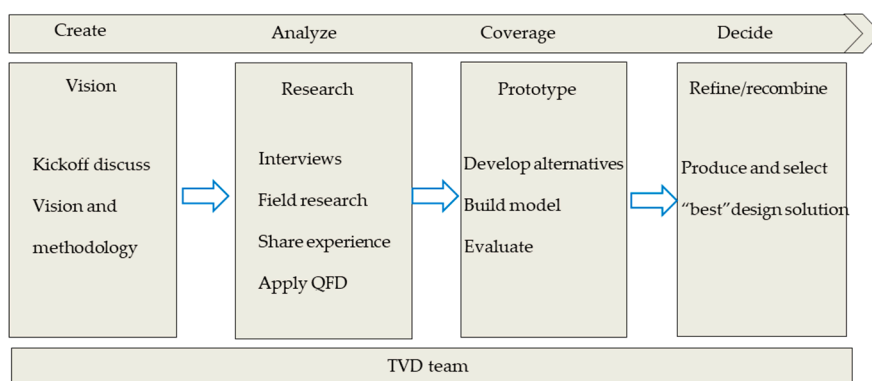 Create
Analyze
Coverage
Decide
Vision
Kickoff discuss
Vision and
methodology
Research
Interviews
Field research
Share experience
Apply QFD
Prototype
Develop alternatives
Build model
Evaluate
Refine/recombine
Produce and select
“best”design solution
TVD team